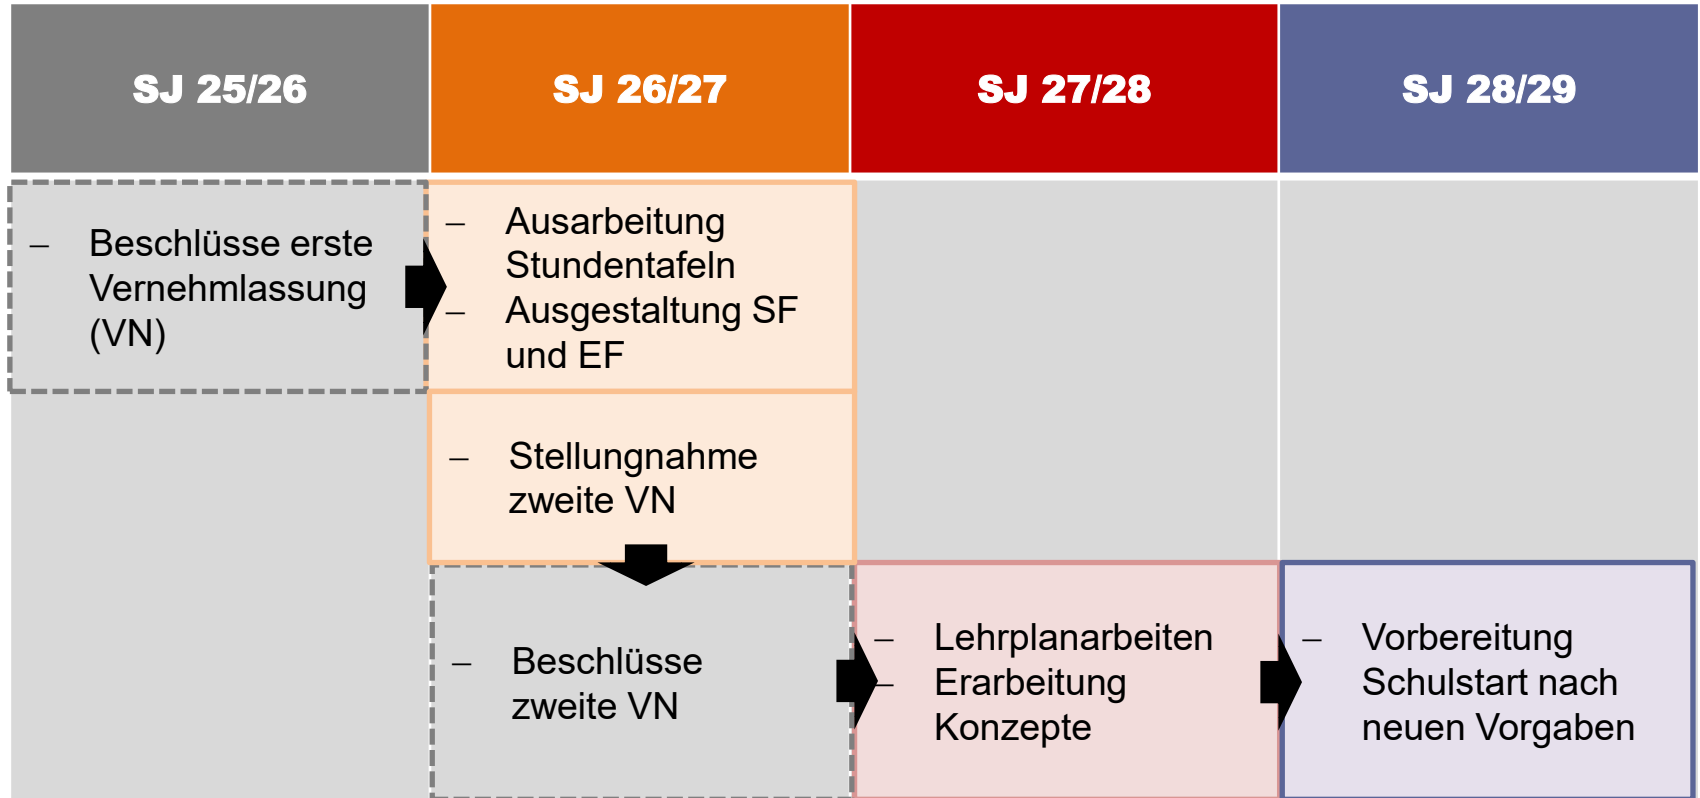 SJ 25/26
SJ 26/27
SJ 27/28
SJ 28/29
– Beschlüsse erste
Vernehmlassung
(VN)
– Ausarbeitung
Stundentafeln
– Ausgestaltung SF
und EF
– Stellungnahme
zweite VN
– Beschlüsse
zweite VN
– Lehrplanarbeiten
– Erarbeitung
Konzepte
– Vorbereitung
Schulstart nach
neuen Vorgaben